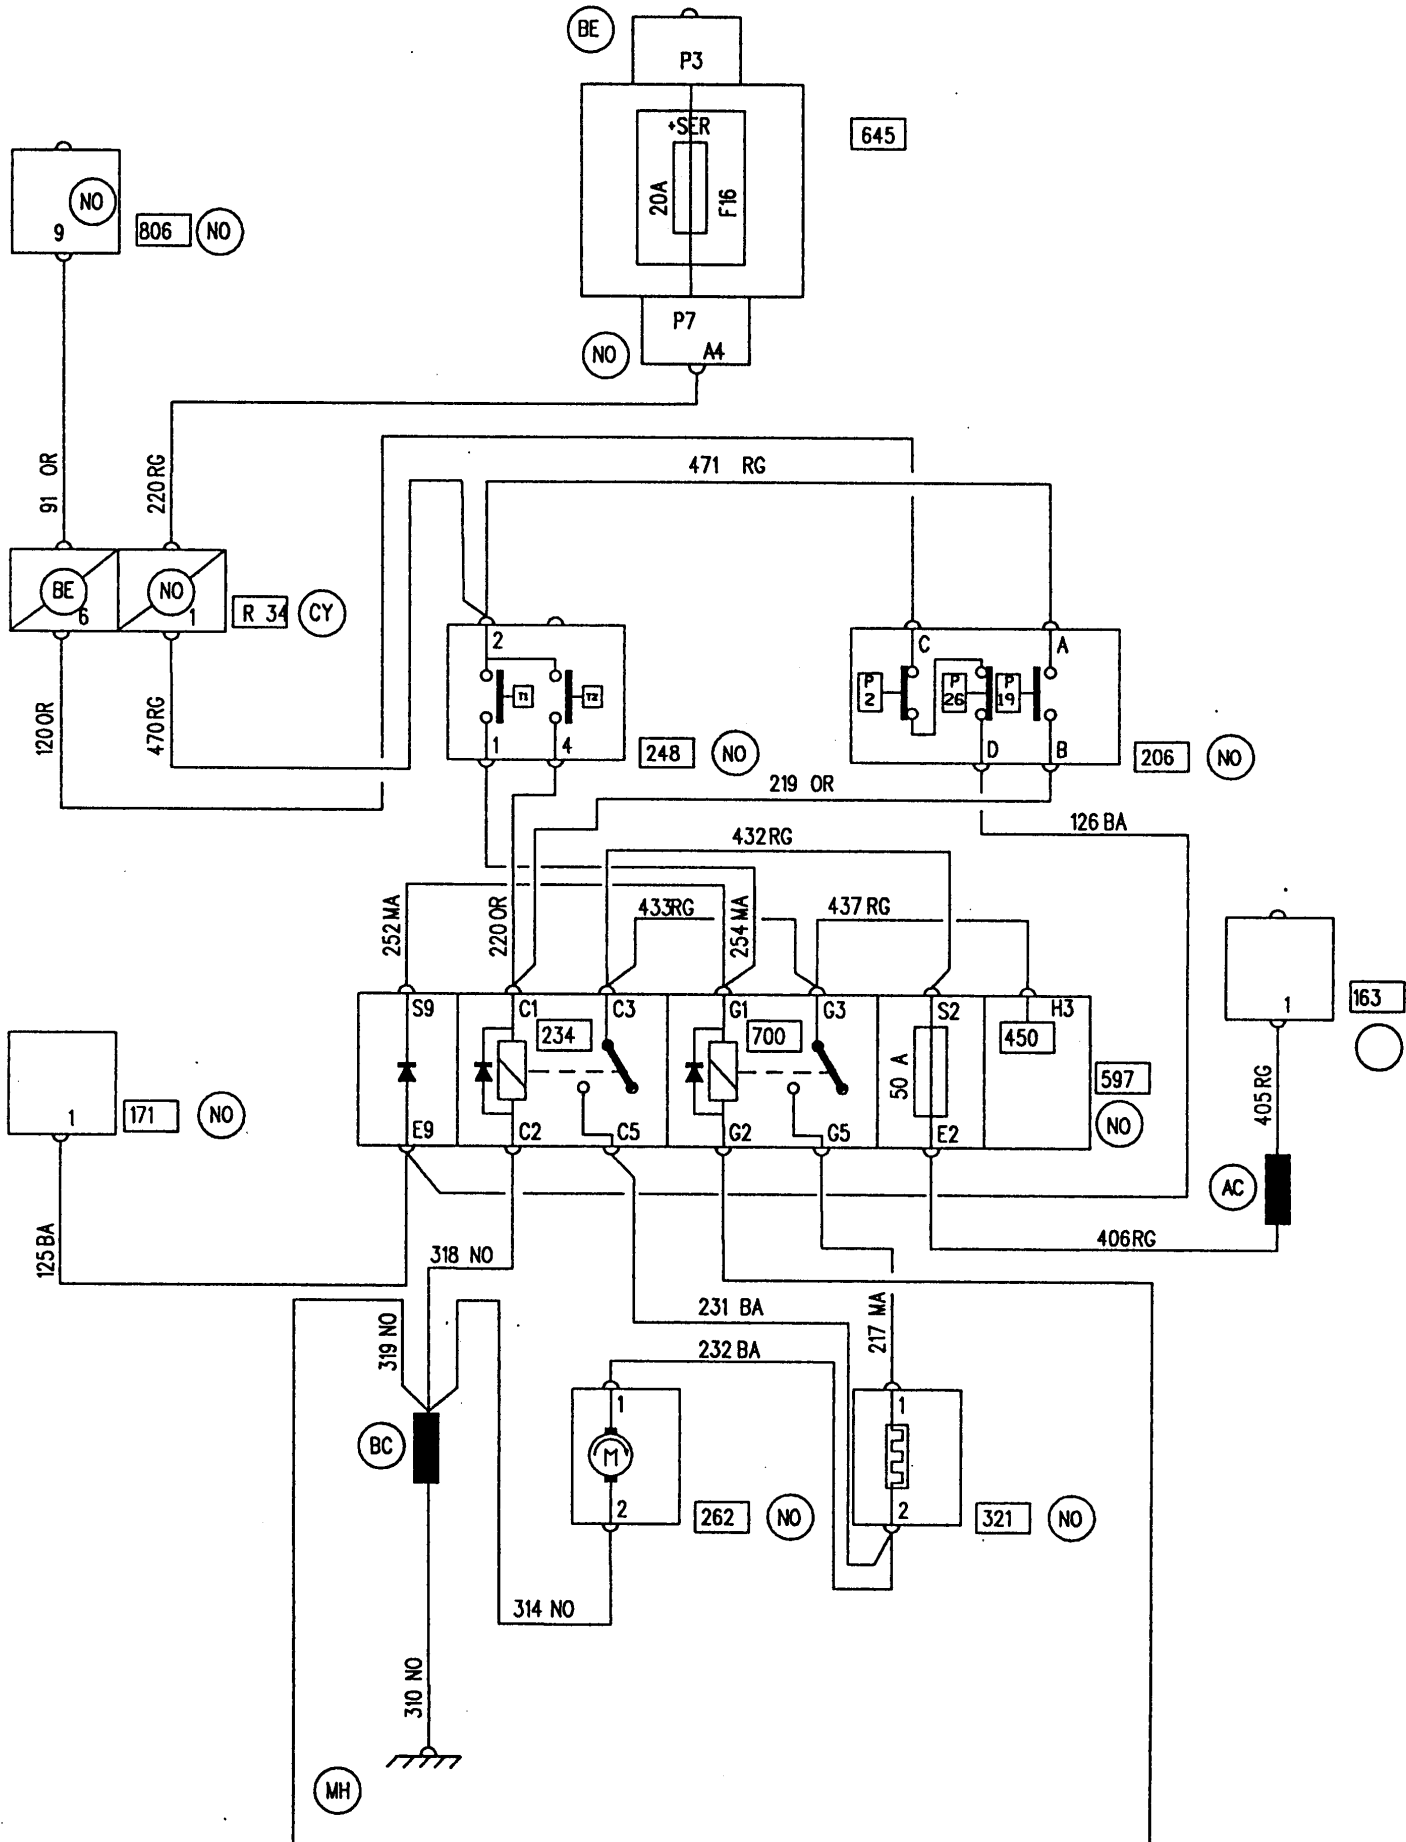 BE
P3
+SER
20A
F16
645
P7
A4
NO
NO
9
806
NO
91 OR
220 RG
471 RG
BE
6
NO
1
R 34
CY
120 OR
470 RG
2
T1
T2
1
4
248
NO
C
A
P 2
P 26
P 19
D
B
206
NO
219 OR
126 BA
432 RG
252 MA
220 OR
433 RG
254 MA
437 RG
S9
C1
C3
G1
G3
S2
H3
234
700
50 A
450
E9
C2
C5
G2
G5
E2
597
NO
1
163
405 RG
AC
406 RG
1
171
NO
125 BA
318 NO
319 NO
231 BA
232 BA
217 MA
BC
1
M
2
262
NO
1
2
321
NO
314 NO
310 NO
MH